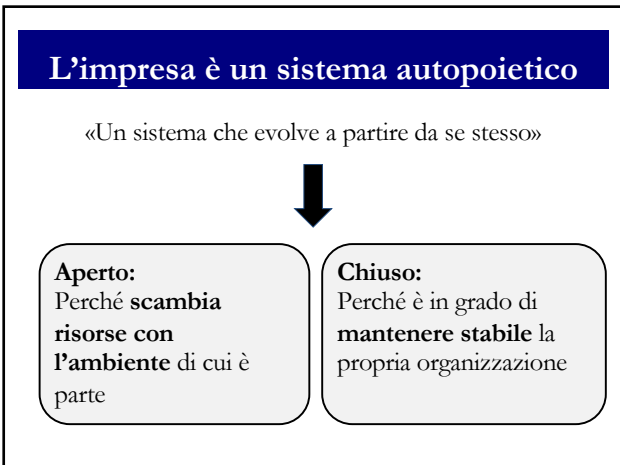 L’impresa è un sistema autopoietico
«Un sistema che evolve a partire da se stesso»
Aperto:
Perché scambia
risorse con
l’ambiente di cui è
parte
Chiuso:
Perché è in grado di
mantenere stabile la
propria organizzazione